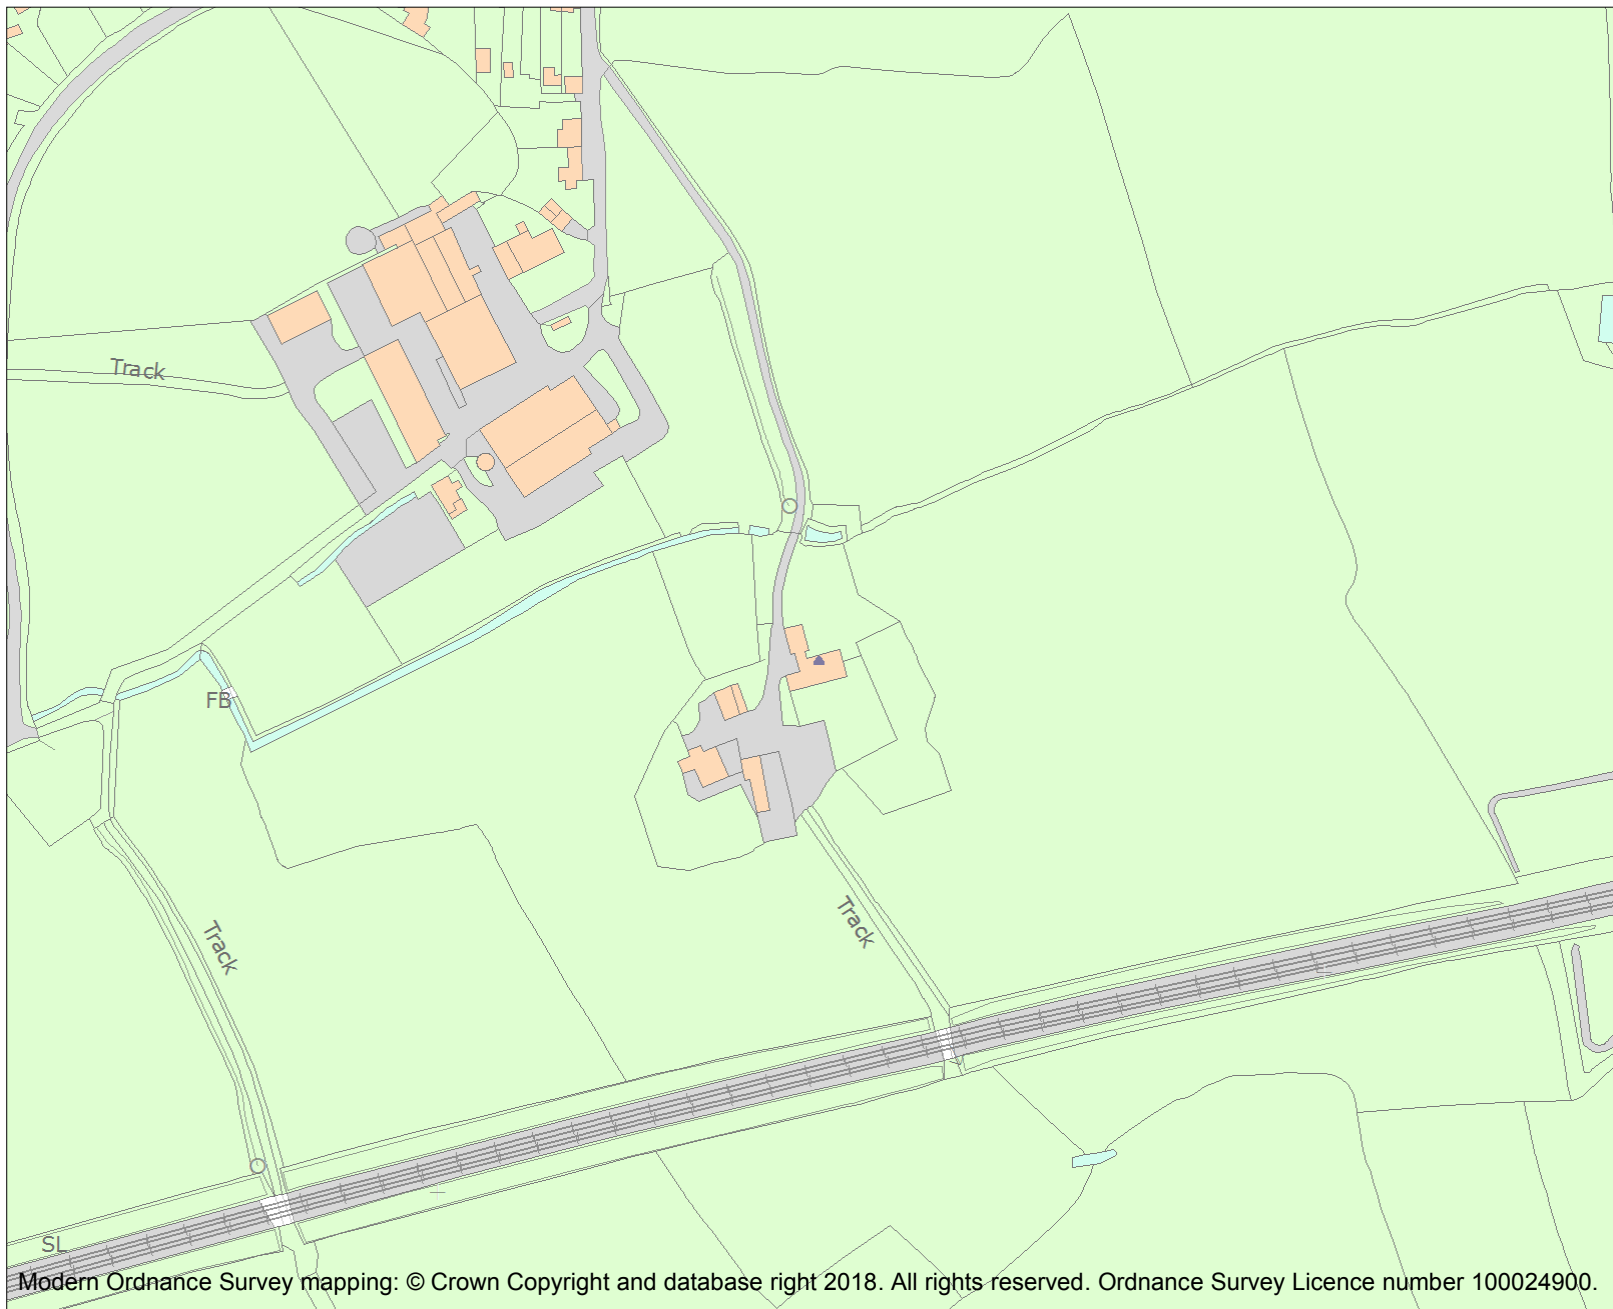 Track
FB
Track
Track
SL
Modern Ordnance Survey mapping: © Crown Copyright and database right 2018. All rights reserved. Ordnance Survey Licence number 100024900.